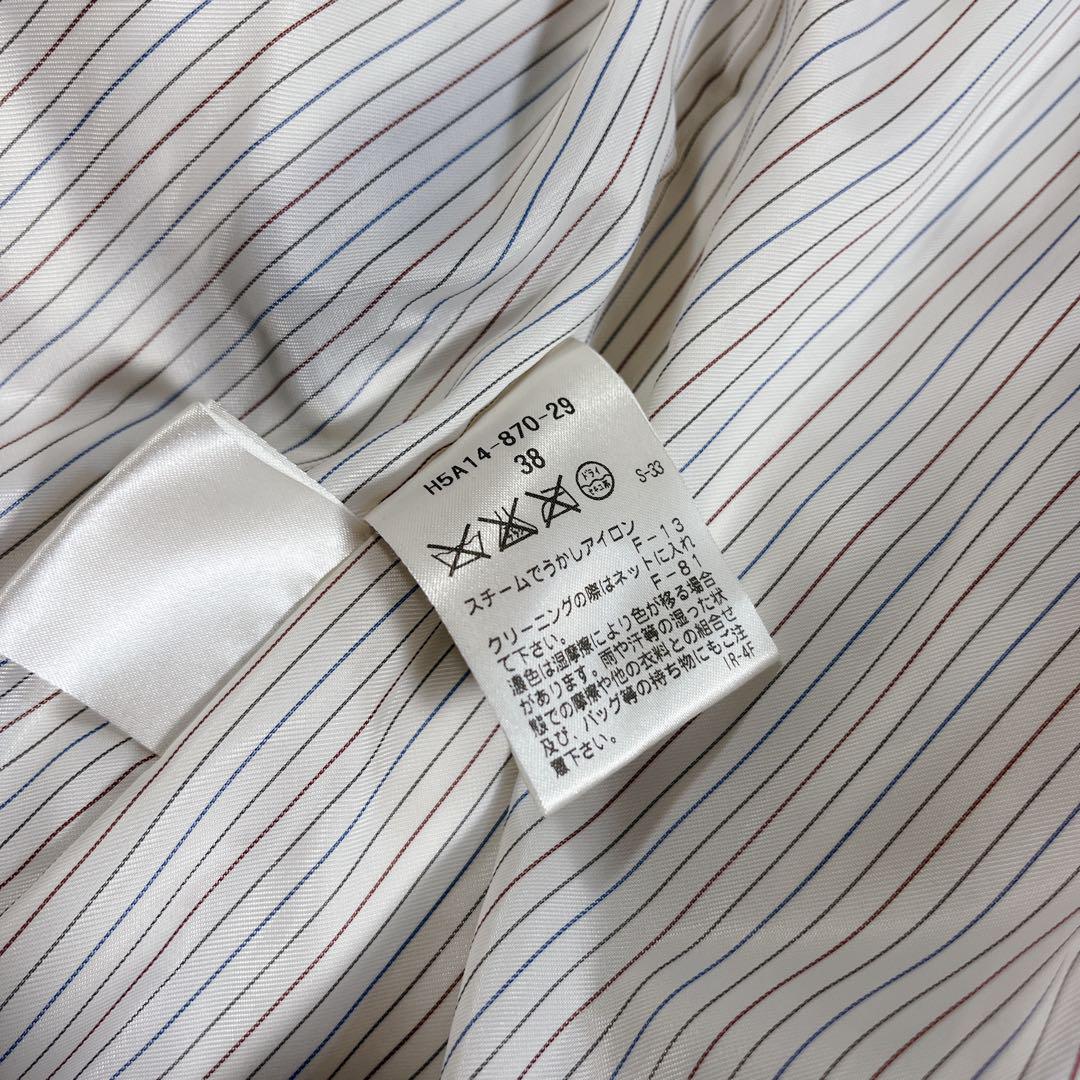 H5A14-870-29
38
ドライ
セキユ系
S-33
スチームでうかしアイロン
F-13
クリーニングの際はネットに入れ
て下さい。
F-81
濃色は湿摩擦により色が移る場合
があります。雨や汗等の湿った状
態での摩擦や他の衣料との組合せ
及び、バッグ等の持ち物にもご注
意下さい。
IR-4F